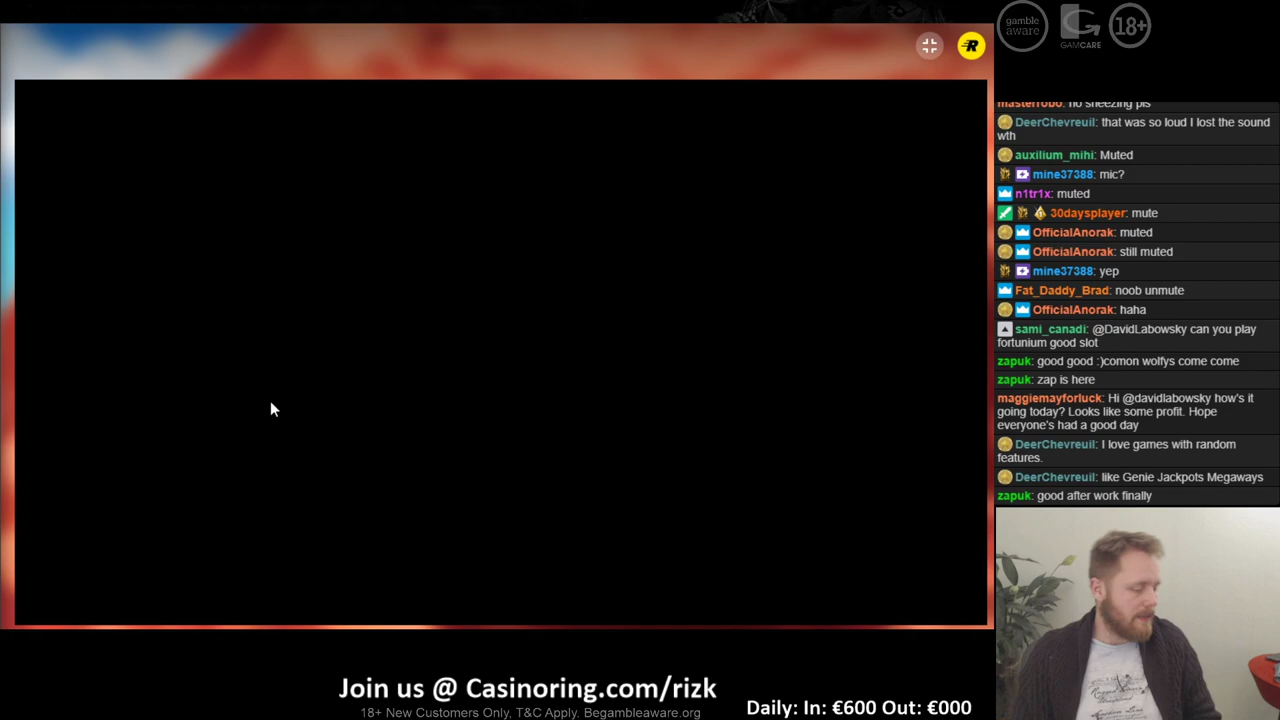 gamble
aware
GAMCARE
18+
R
masterrobo: no sneezing pls
DeerChevreuil: that was so loud I lost the sound
wth
auxilium_mihi: Muted
mine37388: mic?
n1tr1x: muted
30daysplayer: mute
OfficialAnorak: muted
OfficialAnorak: still muted
mine37388: yep
Fat_Daddy_Brad: noob unmute
OfficialAnorak: haha
sami_canadi: @DavidLabowsky can you play
fortunium good slot
zapuk: good good :)comon wolfys come come
zapuk: zap is here
maggiemayforluck: Hi @davidlabowsky how's it
going today? Looks like some profit. Hope
everyone's had a good day
DeerChevreuil: I love games with random
features.
DeerChevreuil: like Genie Jackpots Megaways
zapuk: good after work finally
Join us @ Casinoring.com/rizk
18+ New Customers Only, T&C Apply. Begambleaware.org
Daily: In: €600 Out: €000